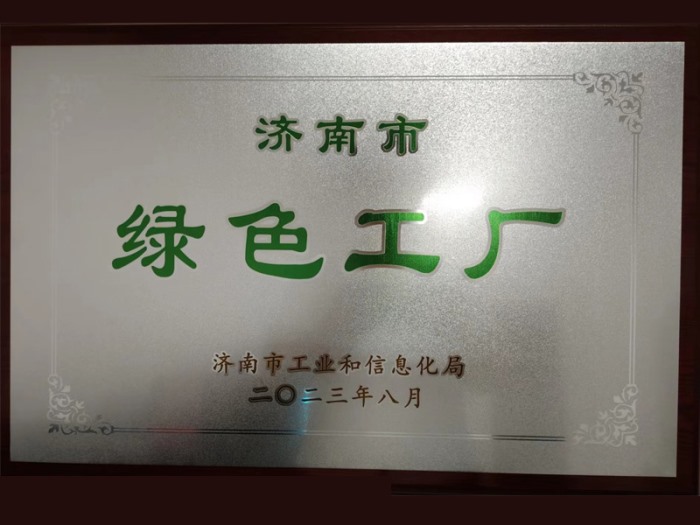 济南市
绿色工厂
济南市工业和信息化局
二〇二三年八月